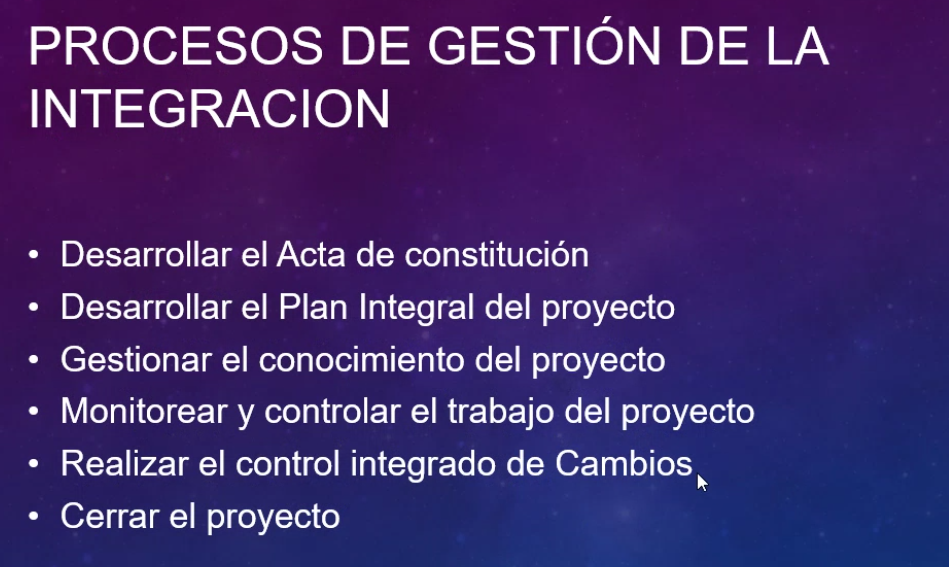 PROCESOS DE GESTIÓN DE LA
INTEGRACION
• Desarrollar el Acta de constitución
• Desarrollar el Plan Integral del proyecto
• Gestionar el conocimiento del proyecto
• Monitorear y controlar el trabajo del proyecto
• Realizar el control integrado de Cambios
• Cerrar el proyecto